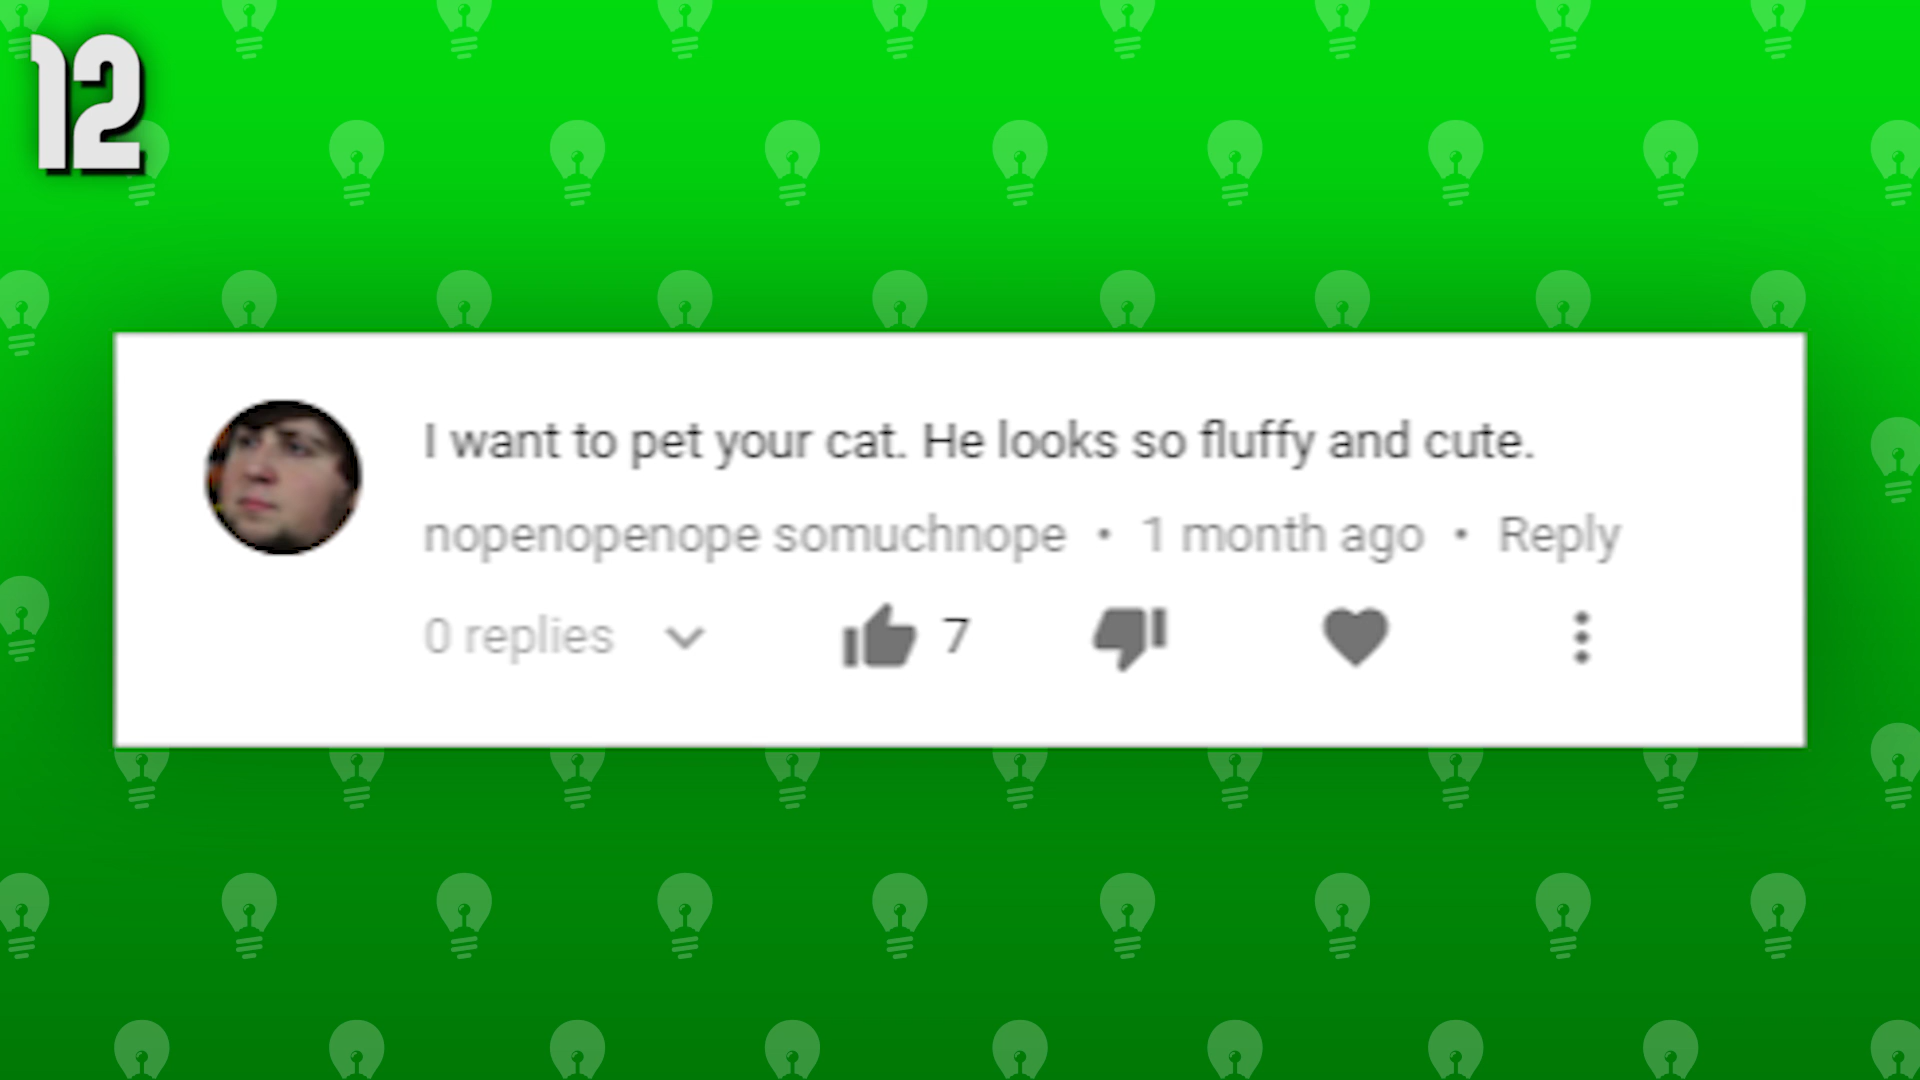 12
I want to pet your cat. He looks so fluffy and cute.
nopenopenope somuchnope • 1 month ago • Reply
0 replies 7